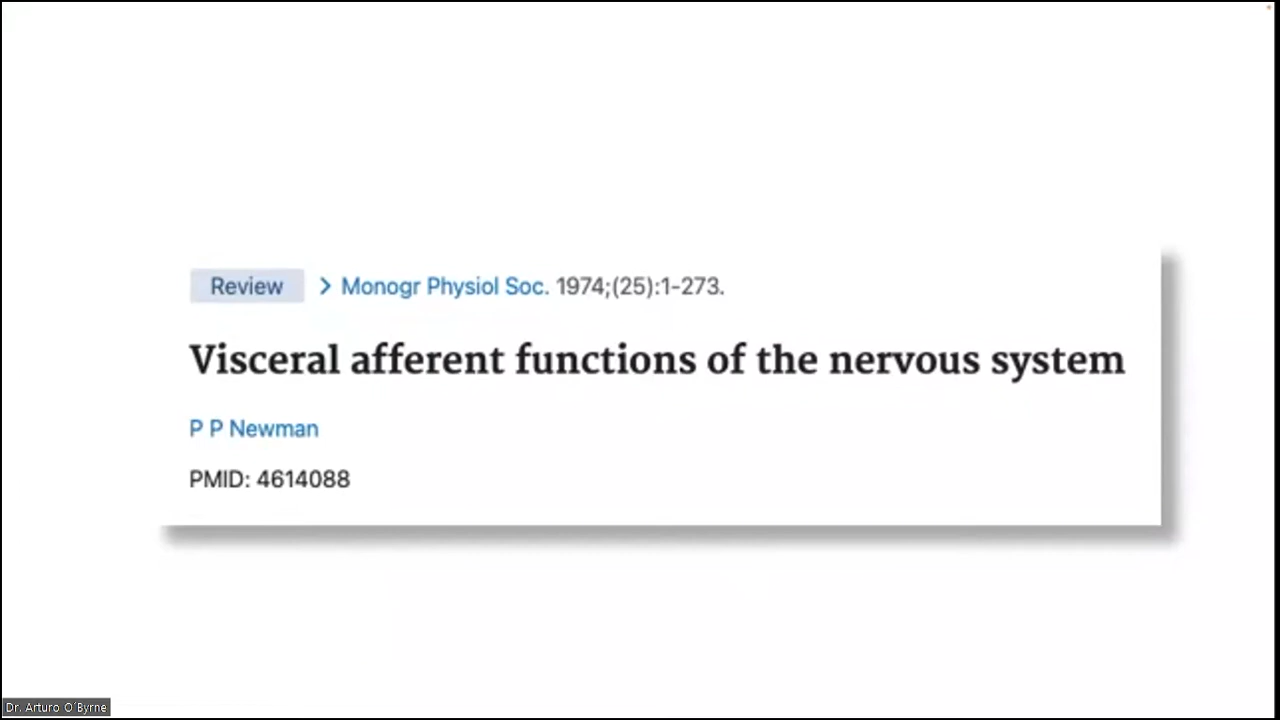 Review > Monogr Physiol Soc. 1974;(25):1-273.
Visceral afferent functions of the nervous system
P P Newman
PMID: 4614088
Dr. Arturo O´Byrne